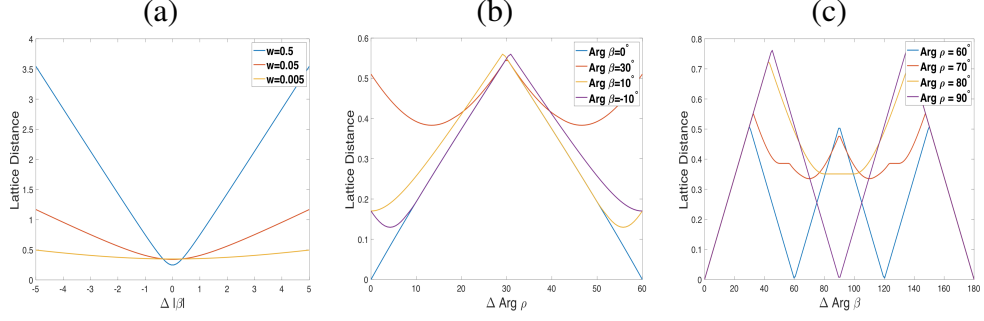 (a)
Lattice Distance
4
3.5
3
2.5
2
1.5
1
0.5
0
-5 -4 -3 -2 -1 0 1 2 3 4 5
Δ |β|
w=0.5
w=0.05
w=0.005
(b)
Lattice Distance
0.6
0.5
0.4
0.3
0.2
0.1
0
0 10 20 30 40 50 60
Δ Arg ρ
Arg β=0°
Arg β=30°
Arg β=10°
Arg β=-10°
(c)
Lattice Distance
0.8
0.7
0.6
0.5
0.4
0.3
0.2
0.1
0
0 20 40 60 80 100 120 140 160 180
Δ Arg β
Arg ρ = 60°
Arg ρ = 70°
Arg ρ = 80°
Arg ρ = 90°